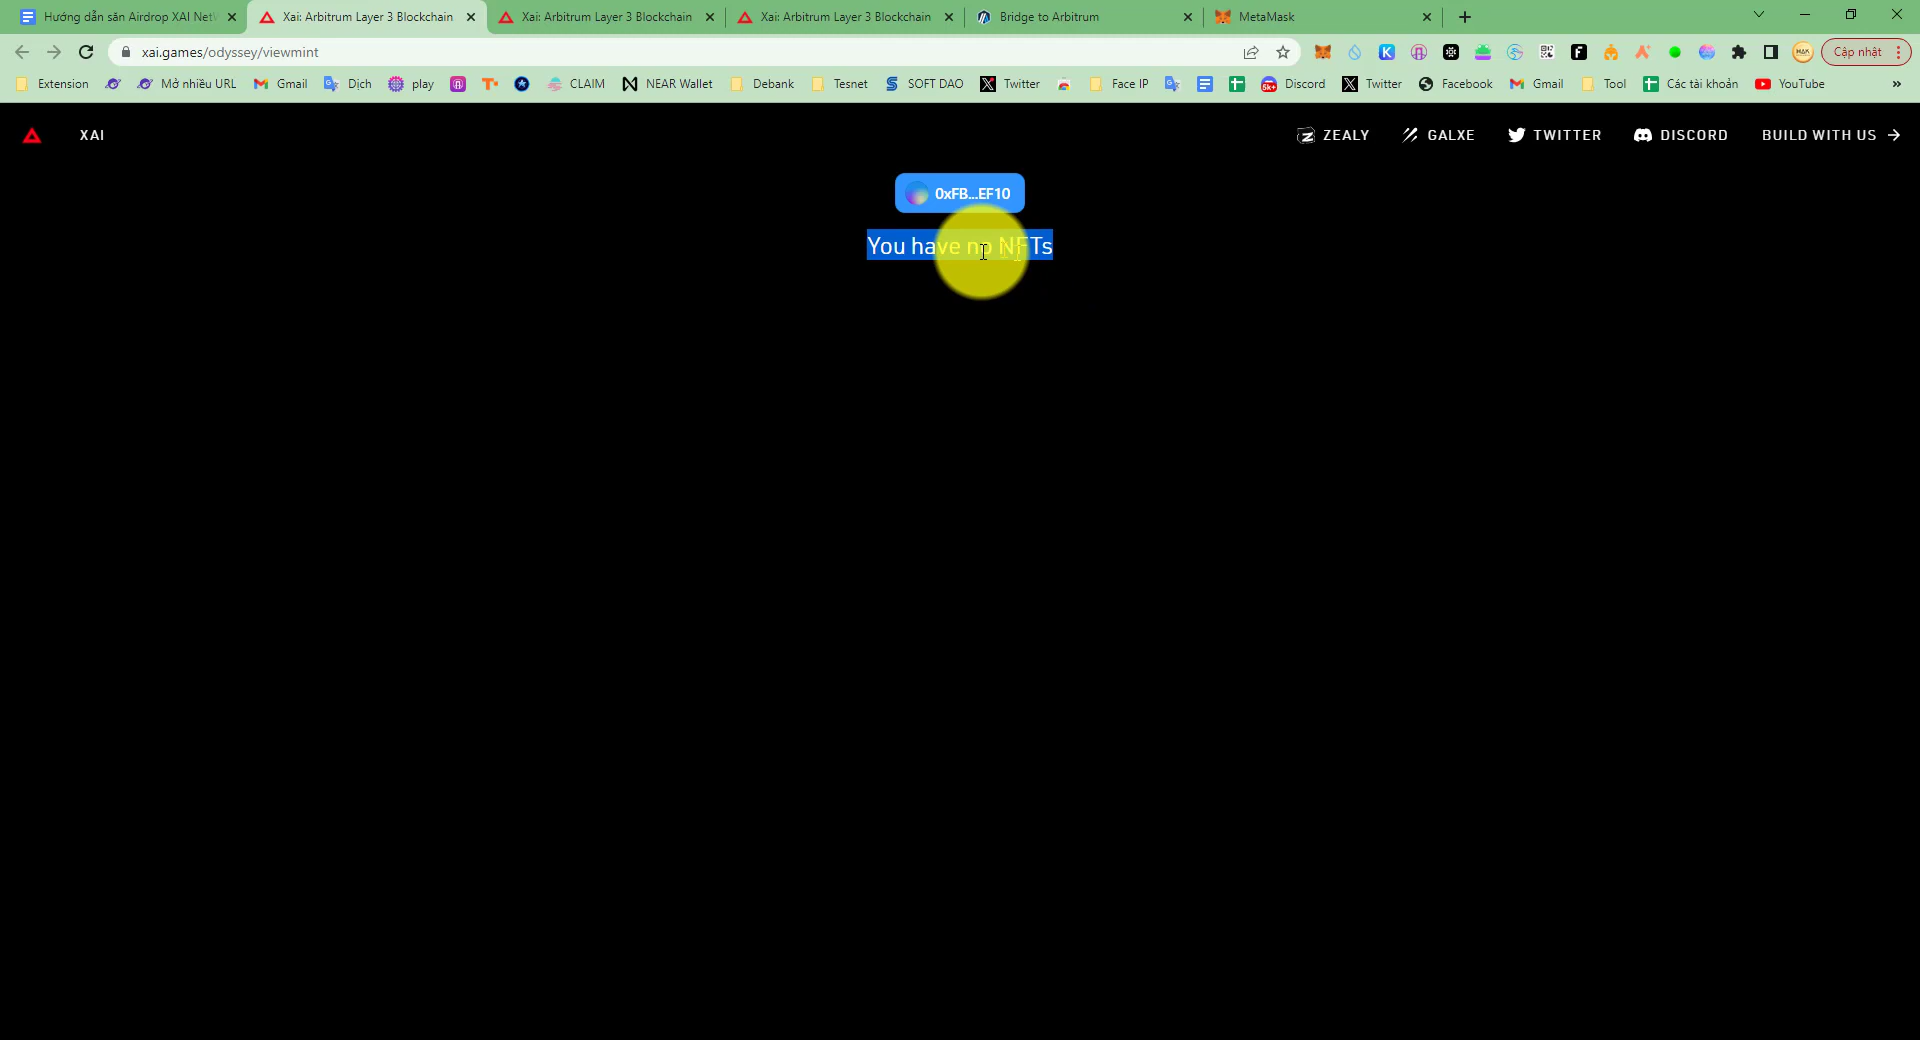 Hướng dẫn săn Airdrop XAI Net
Xai: Arbitrum Layer 3 Blockchain
Xai: Arbitrum Layer 3 Blockchain
Xai: Arbitrum Layer 3 Blockchain
Bridge to Arbitrum
MetaMask
xai.games/odyssey/viewmint
Cập nhật
Extension
Mở nhiều URL
Gmail
Dịch
play
CLAIM
NEAR Wallet
Debank
Tesnet
SOFT DAO
Twitter
Face IP
5k+
Discord
Twitter
Facebook
Gmail
Tool
Các tài khoản
YouTube
XAI
ZEALY
GALXE
TWITTER
DISCORD
BUILD WITH US
0xFB...EF10
You have no NFTs